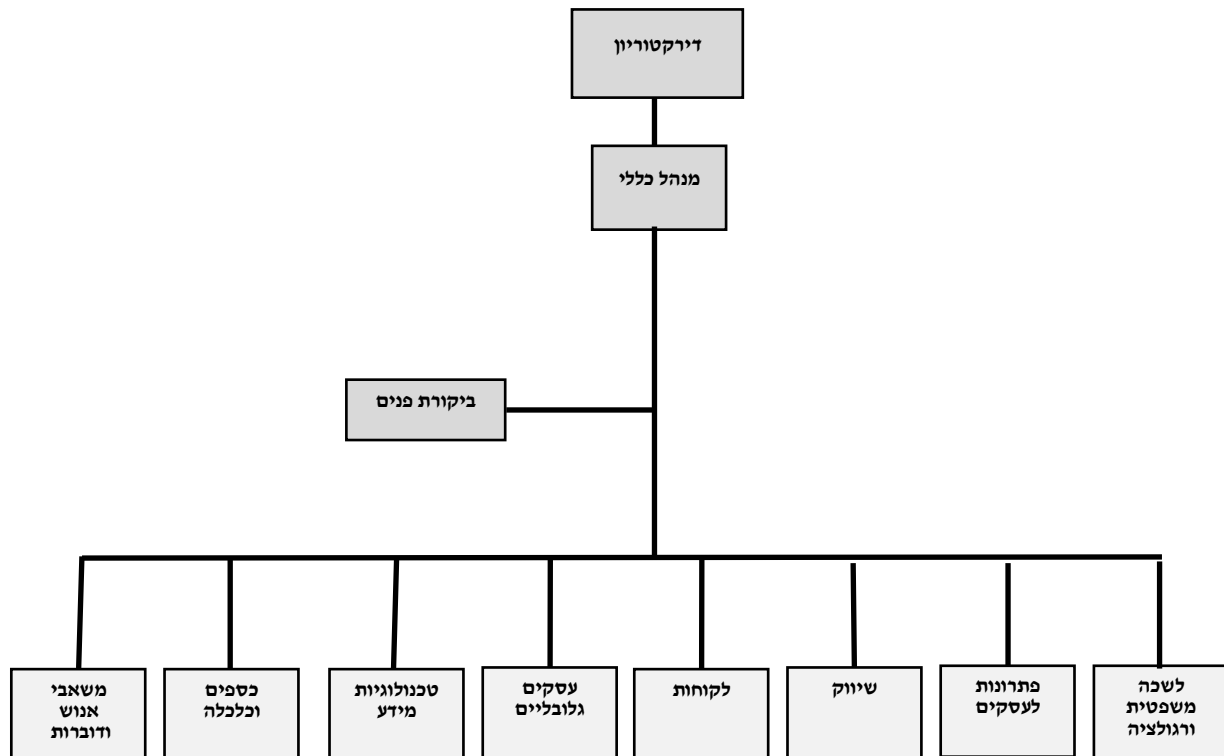 דירקטוריון
מנהל כללי
ביקורת פנים
לשכה
משפטית
ורגולציה
פתרונות
לעסקים
שיווק
לקוחות
עסקים
גלובליים
טכנולוגיות
מידע
כספים
וכלכלה
משאבי
אנוש
ודוברות